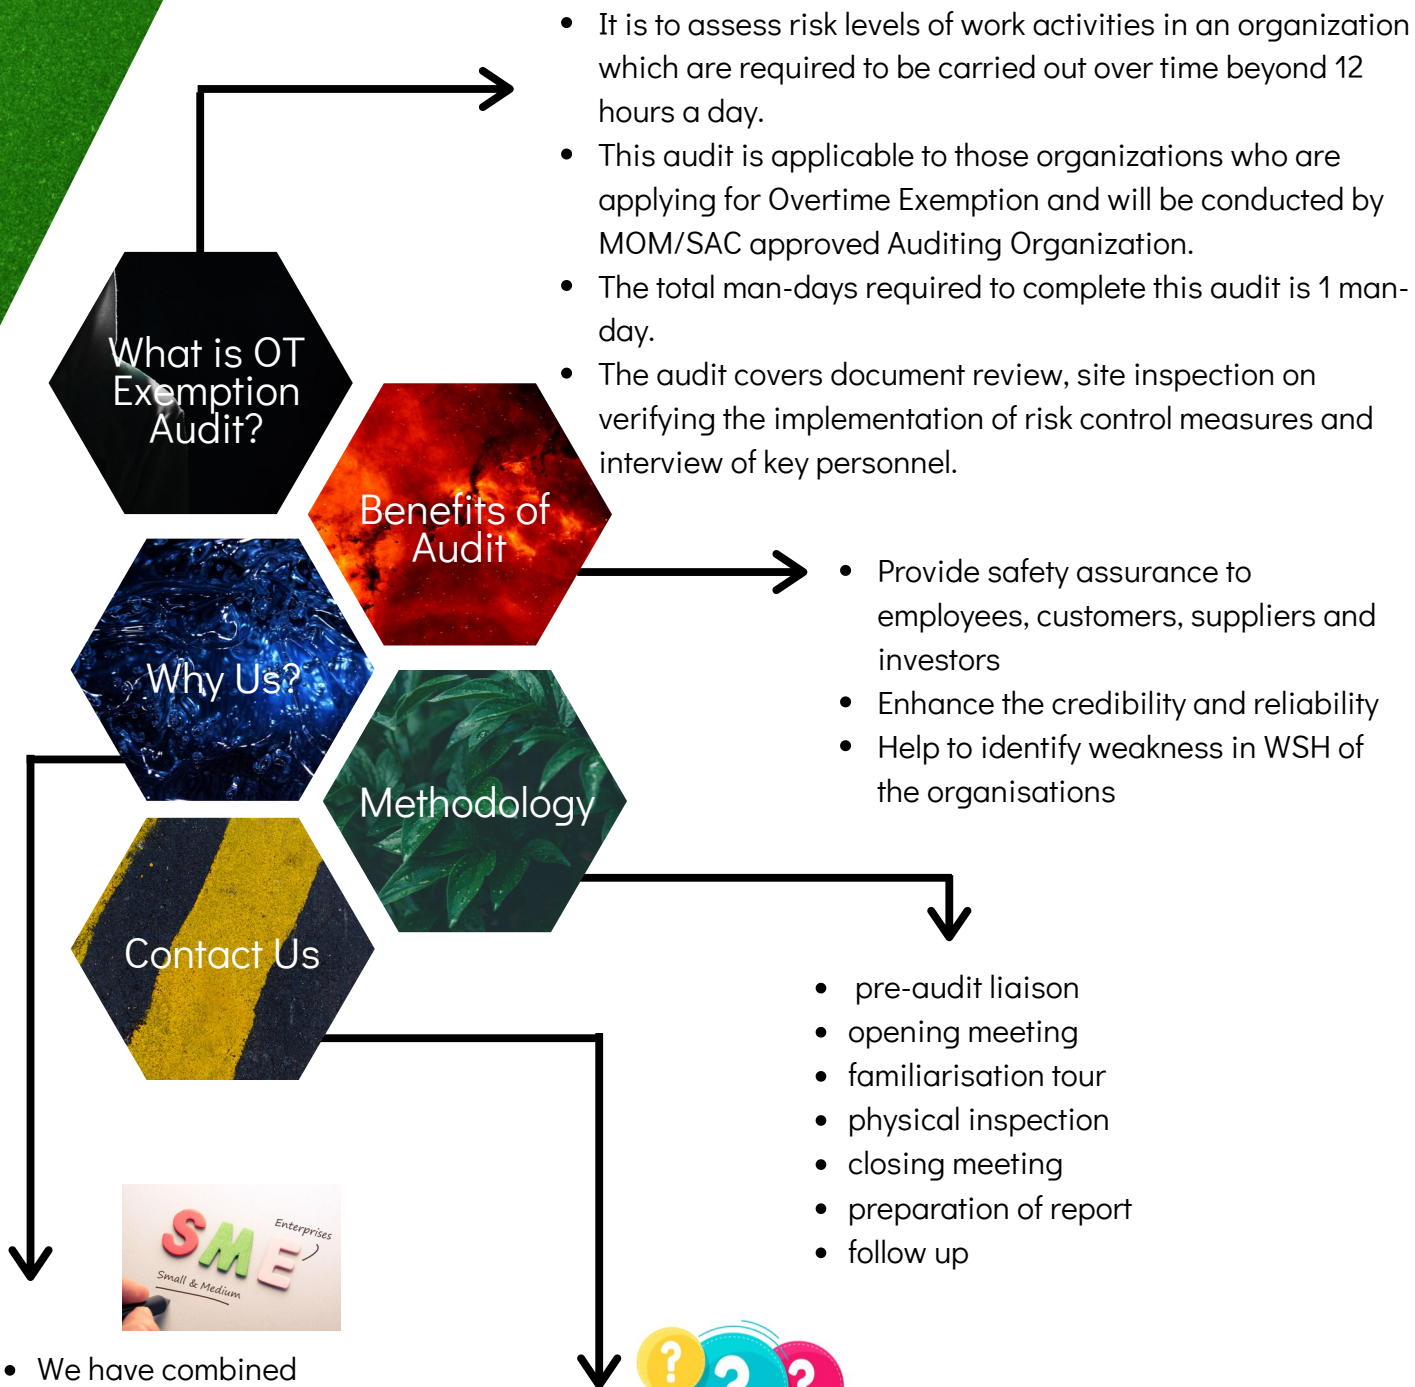 It is to assess risk levels of work activities in an organization
which are required to be carried out over time beyond 12
hours a day.
This audit is applicable to those organizations who are
applying for Overtime Exemption and will be conducted by
MOM/SAC approved Auditing Organization.
The total man-days required to complete this audit is 1 man-
day.
The audit covers document review, site inspection on
verifying the implementation of risk control measures and
interview of key personnel.
What is OT
Exemption
Audit?
Benefits of
Audit
Provide safety assurance to
employees, customers, suppliers and
investors
Enhance the credibility and reliability
Help to identify weakness in WSH of
the organisations
Why Us?
Methodology
pre-audit liaison
opening meeting
familiarisation tour
physical inspection
closing meeting
preparation of report
follow up
Contact Us
SME
Enterprises
Small & Medium
We have combined
? ? ?